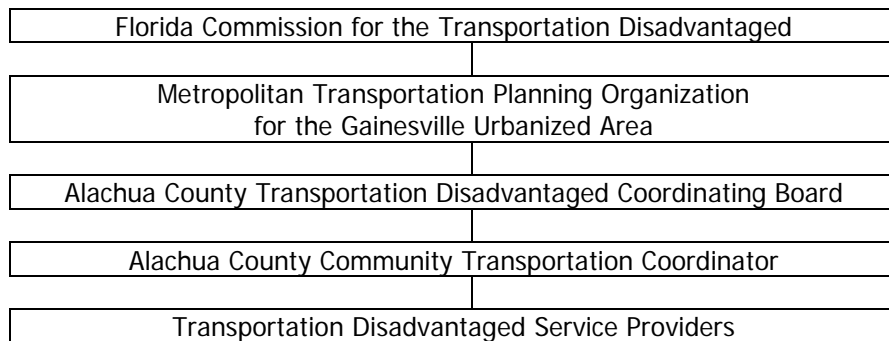 Florida Commission for the Transportation Disadvantaged
Metropolitan Transportation Planning Organization
for the Gainesville Urbanized Area
Alachua County Transportation Disadvantaged Coordinating Board
Alachua County Community Transportation Coordinator
Transportation Disadvantaged Service Providers